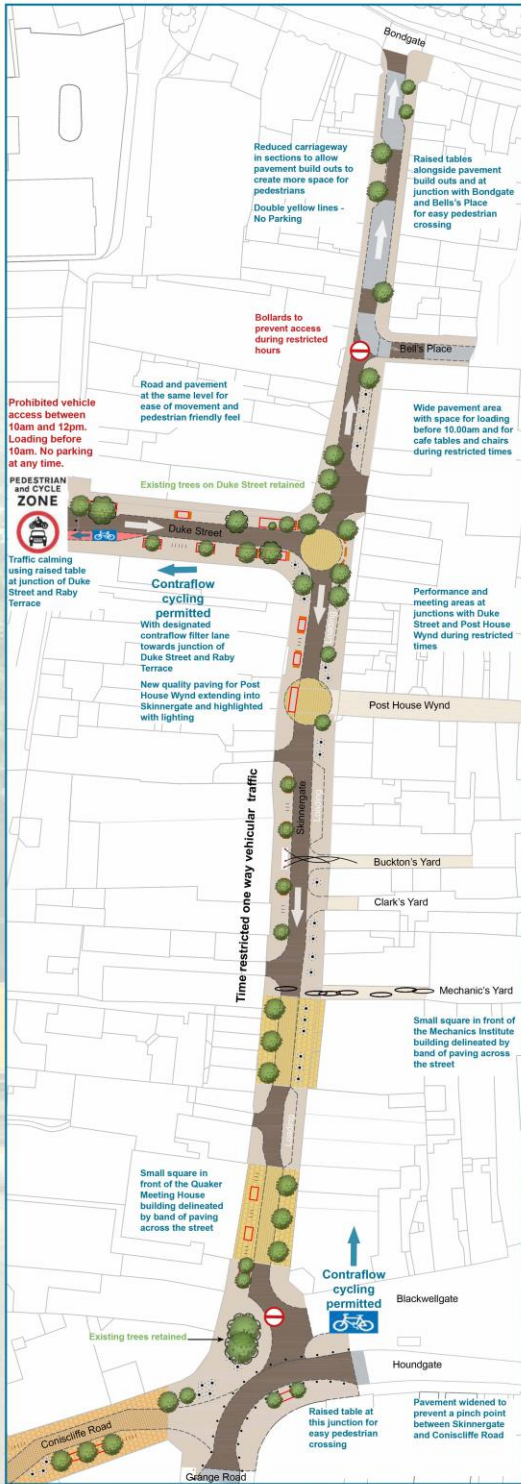 Bondgate
Reduced carriageway
in sections to allow
pavement build outs to
create more space for
pedestrians
Double yellow lines -
No Parking
Raised tables
alongside pavement
build outs and at
junction with Bondgate
and Bells's Place
for easy pedestrian
crossing
Bollards to
prevent access
during restricted
hours
Bell's Place
Road and pavement
at the same level for
ease of movement and
pedestrian friendly feel
Wide pavement area
with space for loading
before 10.00am and for
cafe tables and chairs
during restricted times
Prohibited vehicle
access between
10am and 12pm.
Loading before
10am. No parking
at any time.
PEDESTRIAN
and CYCLE
ZONE
Existing trees on Duke Street retained
Duke Street
Traffic calming
using raised table
at junction of Duke
Street and Raby
Terrace
Contraflow
cycling
permitted
With designated
contraflow filter lane
towards junction of
Duke Street and Raby
Terrace
New quality paving for Post
House Wynd extending into
Skinnergate and highlighted
with lighting
Loading
Performance and
meeting areas at
junctions with Duke
Street and Post House
Wynd during restricted
times
Post House Wynd
Time restricted one way vehicular traffic
Skinnergate
Loading
Buckton's Yard
Clark's Yard
Mechanic's Yard
Small square in front of
the Mechanics Institute
building delineated by
band of paving across
the street
Loading
Small square in
front of the Quaker
Meeting House
building delineated by
band of paving across
the street
Contraflow
cycling
permitted
Blackwellgate
Existing trees retained
Houndgate
Raised table at
this junction for
easy pedestrian
crossing
Pavement widened to
prevent a pinch point
between Skinnergate
and Coniscliffe Road
Coniscliffe Road
Grange Road